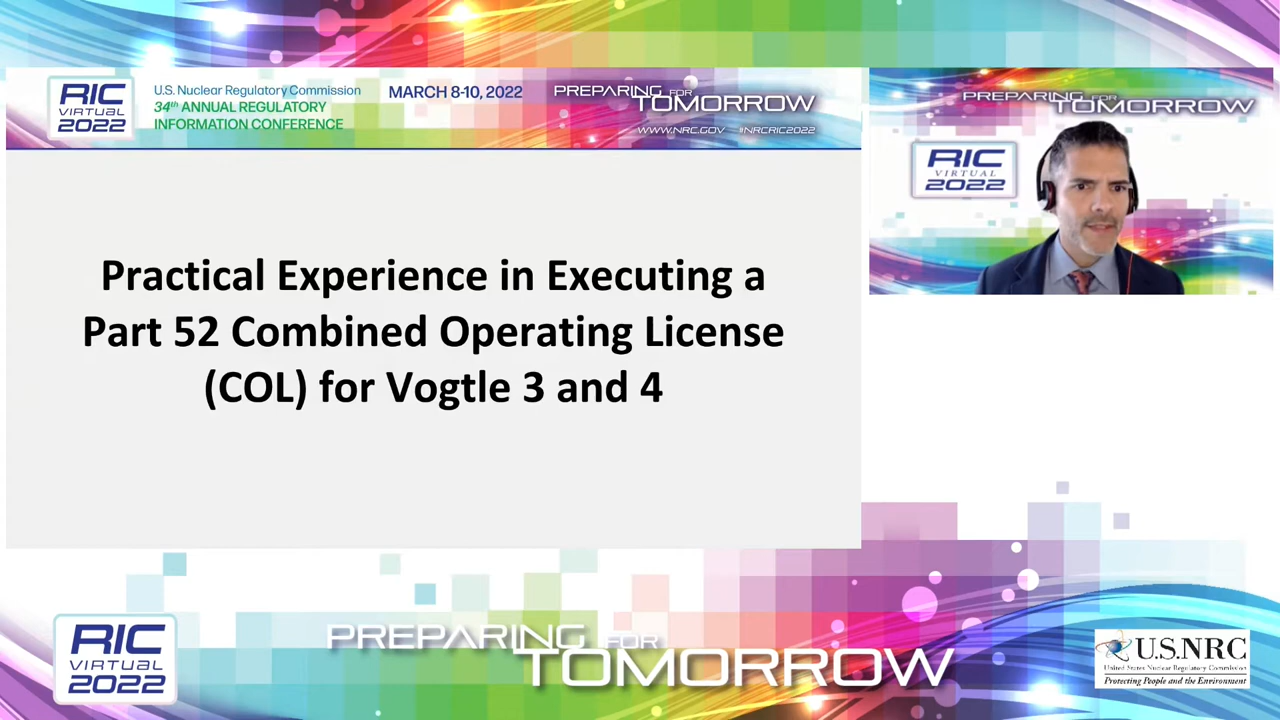 RIC
VIRTUAL
2022
U.S. Nuclear Regulatory Commission
34th ANNUAL REGULATORY
INFORMATION CONFERENCE
MARCH 8-10, 2022
PREPARING FOR
TOMORROW
WWW.NRC.GOV #NRCRIC2022
PREPARING FOR
TOMORROW
RIC
VIRTUAL
2022
Practical Experience in Executing a
Part 52 Combined Operating License
(COL) for Vogtle 3 and 4
RIC
VIRTUAL
2022
PREPARING FOR
TOMORROW
U.S.NRC
United States Nuclear Regulatory Commission
Protecting People and the Environment